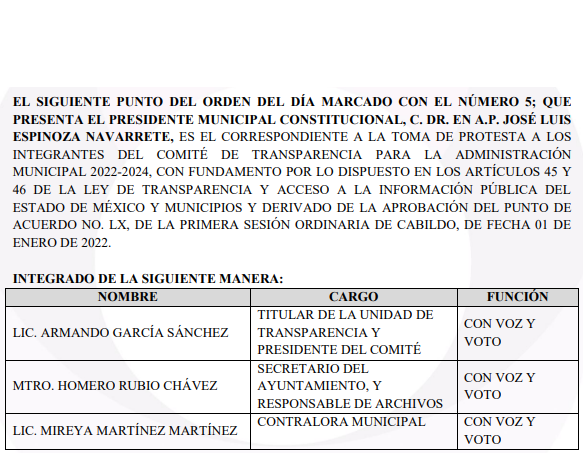 EL SIGUIENTE PUNTO DEL ORDEN DEL DÍA MARCADO CON EL NÚMERO 5; QUE
PRESENTA EL PRESIDENTE MUNICIPAL CONSTITUCIONAL, C. DR. EN A.P. JOSÉ LUIS
ESPINOZA NAVARRETE, ES EL CORRESPONDIENTE A LA TOMA DE PROTESTA A LOS
INTEGRANTES DEL COMITÉ DE TRANSPARENCIA PARA LA ADMINISTRACIÓN
MUNICIPAL 2022-2024, CON FUNDAMENTO POR LO DISPUESTO EN LOS ARTÍCULOS 45 Y
46 DE LA LEY DE TRANSPARENCIA Y ACCESO A LA INFORMACIÓN PÚBLICA DEL
ESTADO DE MÉXICO Y MUNICIPIOS Y DERIVADO DE LA APROBACIÓN DEL PUNTO DE
ACUERDO NO. LX, DE LA PRIMERA SESIÓN ORDINARIA DE CABILDO, DE FECHA 01 DE
ENERO DE 2022.
INTEGRADO DE LA SIGUIENTE MANERA:
NOMBRE CARGO FUNCIÓN
LIC. ARMANDO GARCÍA SÁNCHEZ
TITULAR DE LA UNIDAD DE
TRANSPARENCIA Y
PRESIDENTE DEL COMITÉ
CON VOZ Y
VOTO
MTRO. HOMERO RUBIO CHÁVEZ
SECRETARIO DEL
AYUNTAMIENTO, Y
RESPONSABLE DE ARCHIVOS
CON VOZ Y
VOTO
LIC. MIREYA MARTÍNEZ MARTÍNEZ
CONTRALORA MUNICIPAL
CON VOZ Y
VOTO